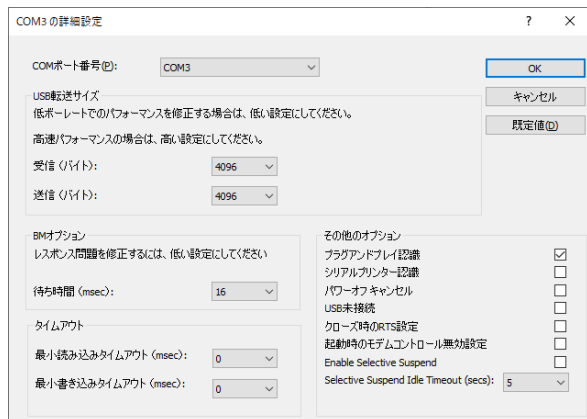 COM3 の詳細設定
? ×
COMポート番号(P): COM3
OK
キャンセル
既定値(D)
USB転送サイズ
低ボーレートでのパフォーマンスを修正する場合は、低い設定にしてください。
高速パフォーマンスの場合は、高い設定にしてください。
受信 (バイト): 4096
送信 (バイト): 4096
BMオプション
レスポンス問題を修正するには、低い設定にしてください
待ち時間 (msec): 16
タイムアウト
最小読み込みタイムアウト (msec): 0
最小書き込みタイムアウト (msec): 0
その他のオプション
プラグアンドプレイ認識
シリアルプリンター認識
パワーオフ キャンセル
USB未接続
クローズ時のRTS設定
起動時のモデムコントロール無効設定
Enable Selective Suspend
Selective Suspend Idle Timeout (secs): 5